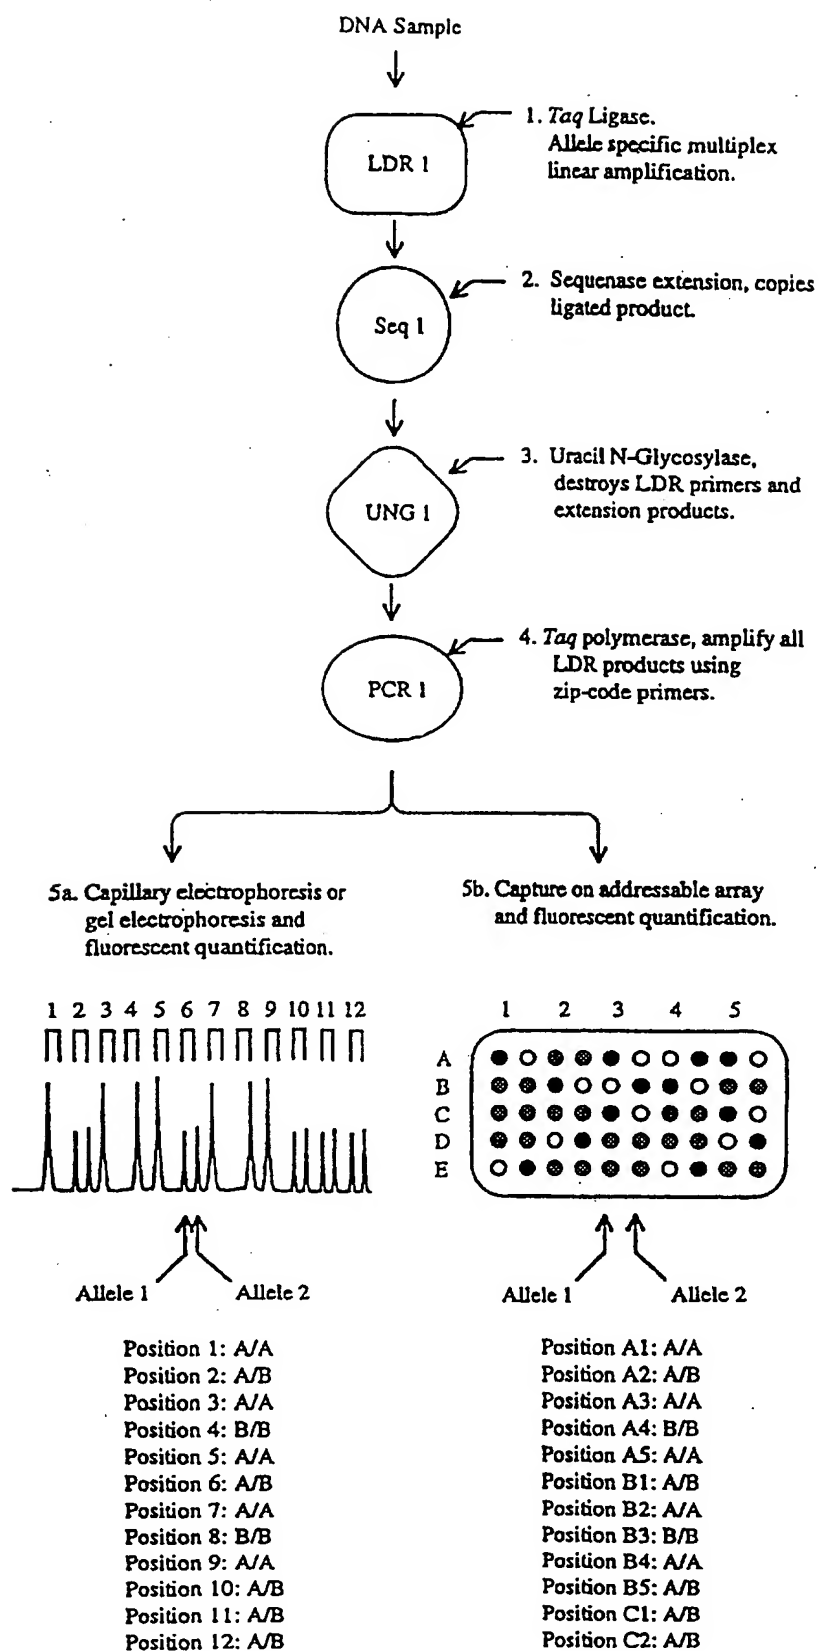 DNA Sample
1. Taq Ligase.
Allele specific multiplex
linear amplification.
LDR 1
2. Sequenase extension, copies
ligated product.
Seq 1
3. Uracil N-Glycosylase,
destroys LDR primers and
extension products.
UNG 1
4. Taq polymerase, amplify all
LDR products using
zip-code primers.
PCR 1
5a. Capillary electrophoresis or
gel electrophoresis and
fluorescent quantification.
5b. Capture on addressable array
and fluorescent quantification.
1 2 3 4 5 6 7 8 9 10 11 12
1 2 3 4 5
A
B
C
D
E
Allele 1 Allele 2
Allele 1 Allele 2
Position 1: A/A
Position 2: A/B
Position 3: A/A
Position 4: B/B
Position 5: A/A
Position 6: A/B
Position 7: A/A
Position 8: B/B
Position 9: A/A
Position 10: A/B
Position 11: A/B
Position 12: A/B
Position A1: A/A
Position A2: A/B
Position A3: A/A
Position A4: B/B
Position A5: A/A
Position B1: A/B
Position B2: A/A
Position B3: B/B
Position B4: A/A
Position B5: A/B
Position C1: A/B
Position C2: A/B